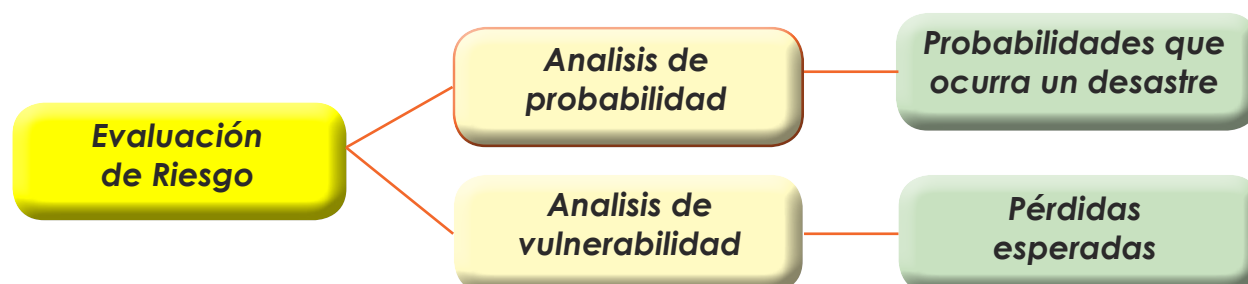 Evaluación
de Riesgo
Analisis de
probabilidad
Probabilidades que
ocurra un desastre
Analisis de
vulnerabilidad
Pérdidas
esperadas